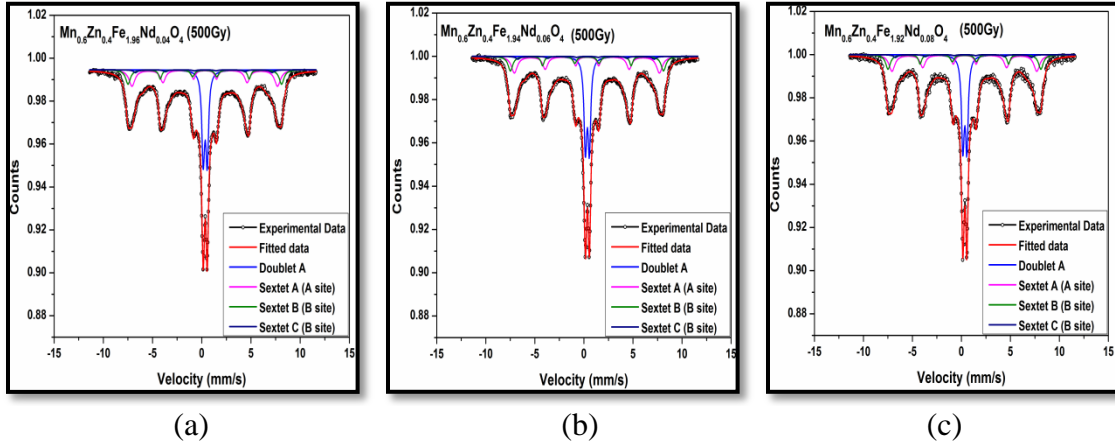 Mn0.6Zn0.4Fe1.96Nd0.04O4 (500Gy)
1.02
1.00
0.98
0.96
0.94
0.92
0.90
0.88
Counts
Experimental Data
Fitted data
Doublet A
Sextet A (A site)
Sextet B (B site)
Sextet C (B site)
-15 -10 -5 0 5 10 15
Velocity (mm/s)
(a)
Mn0.6Zn0.4Fe1.94Nd0.06O4 (500Gy)
1.02
1.00
0.98
0.96
0.94
0.92
0.90
0.88
Counts
Experimental Data
Fitted data
Doublet A
Sextet A (A site)
Sextet B (B site)
Sextet C (B site)
-15 -10 -5 0 5 10 15
Velocity (mm/s)
(b)
Mn0.6Zn0.4Fe1.92Nd0.08O4 (500Gy)
1.02
1.00
0.98
0.96
0.94
0.92
0.90
0.88
Counts
Experimental Data
Fitted data
Doublet A
Sextet A (A site)
Sextet B (B site)
Sextet C (B site)
-15 -10 -5 0 5 10 15
Velocity (mm/s)
(c)